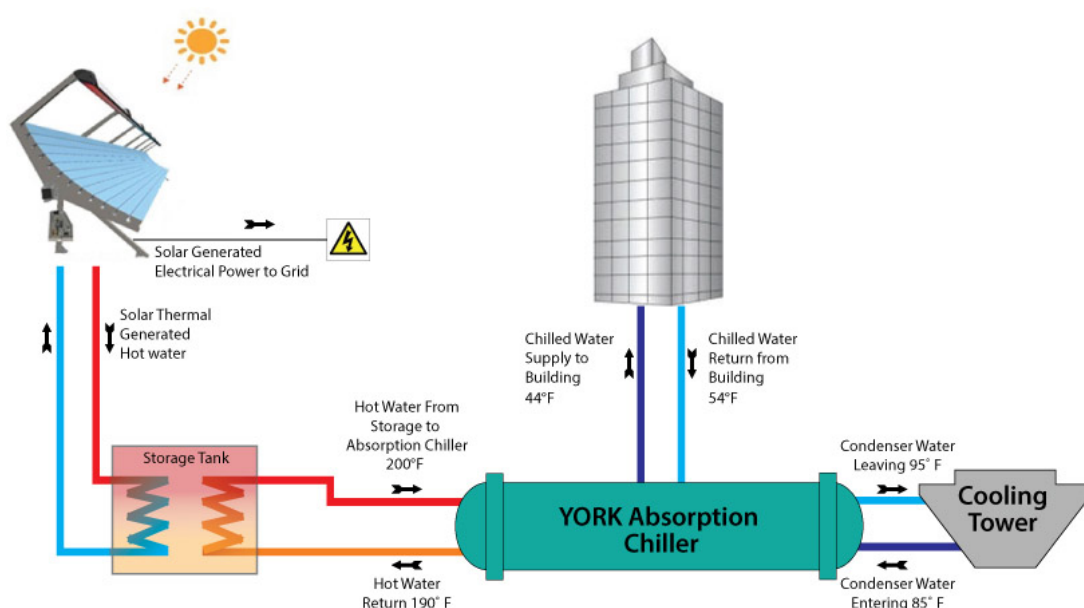 Solar Generated
Electrical Power to Grid
Solar Thermal
Generated
Hot water
Chilled Water
Supply to
Building
44°F
Chilled Water
Return from
Building
54°F
Storage Tank
Hot Water From
Storage to
Absorption Chiller
200°F
Hot Water
Return 190° F
YORK Absorption
Chiller
Condenser Water
Leaving 95° F
Cooling
Tower
Condenser Water
Entering 85° F